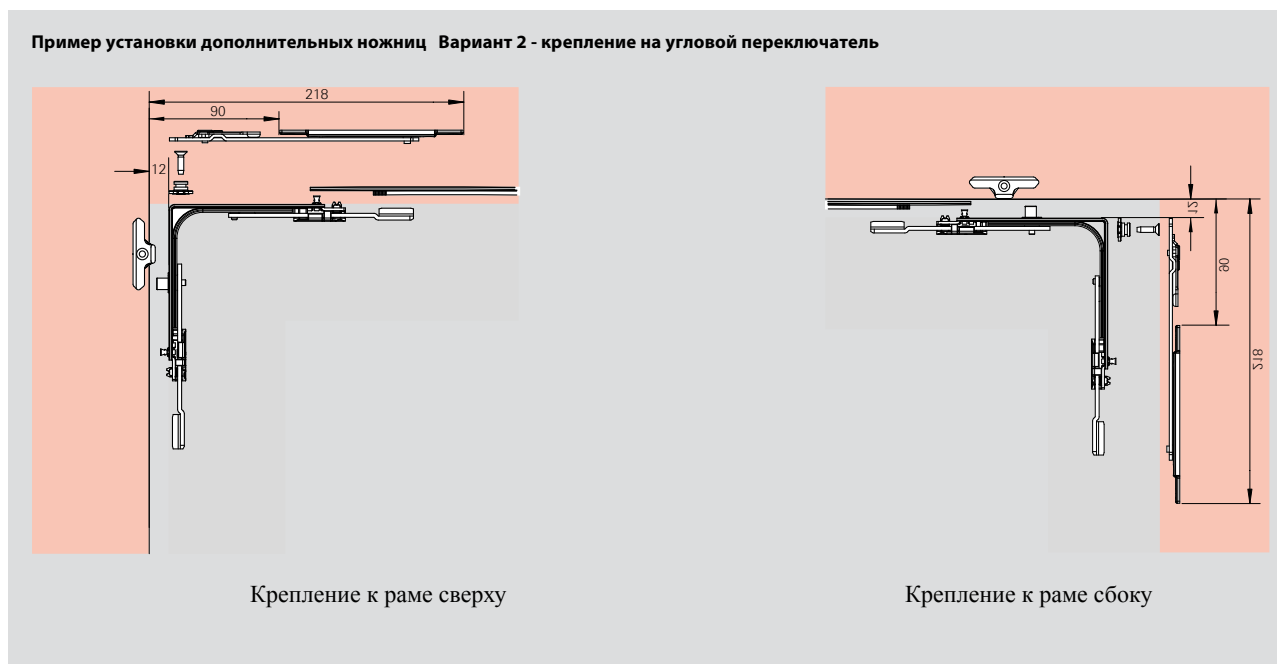 Пример установки дополнительных ножниц Вариант 2 - крепление на угловой переключатель
218
90
12
12
90
218
Крепление к раме сверху
Крепление к раме сбоку